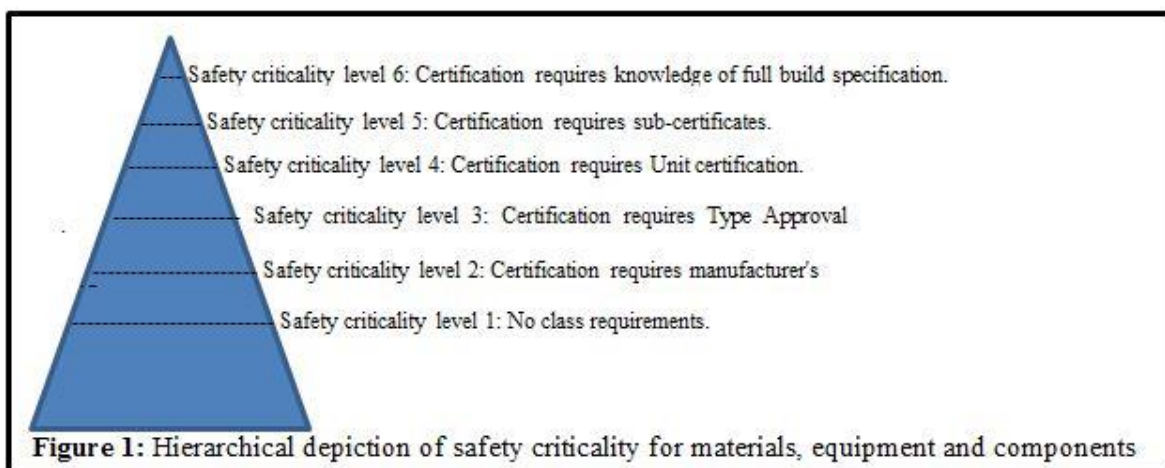 Safety criticality level 6: Certification requires knowledge of full build specification.
Safety criticality level 5: Certification requires sub-certificates.
Safety criticality level 4: Certification requires Unit certification.
Safety criticality level 3: Certification requires Type Approval
Safety criticality level 2: Certification requires manufacturer's
Safety criticality level 1: No class requirements.
Figure 1: Hierarchical depiction of safety criticality for materials, equipment and components